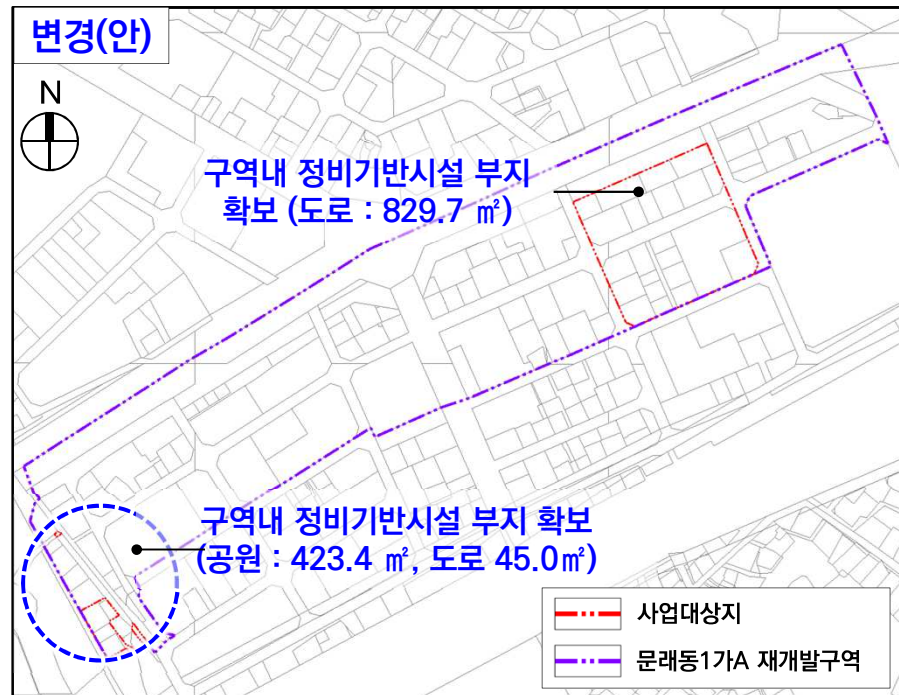 변경(안)
N
구역내 정비기반시설 부지
확보 (도로 : 829.7 ㎡)
구역내 정비기반시설 부지 확보
(공원 : 423.4 ㎡, 도로 45.0㎡)
사업대상지
문래동1가A 재개발구역